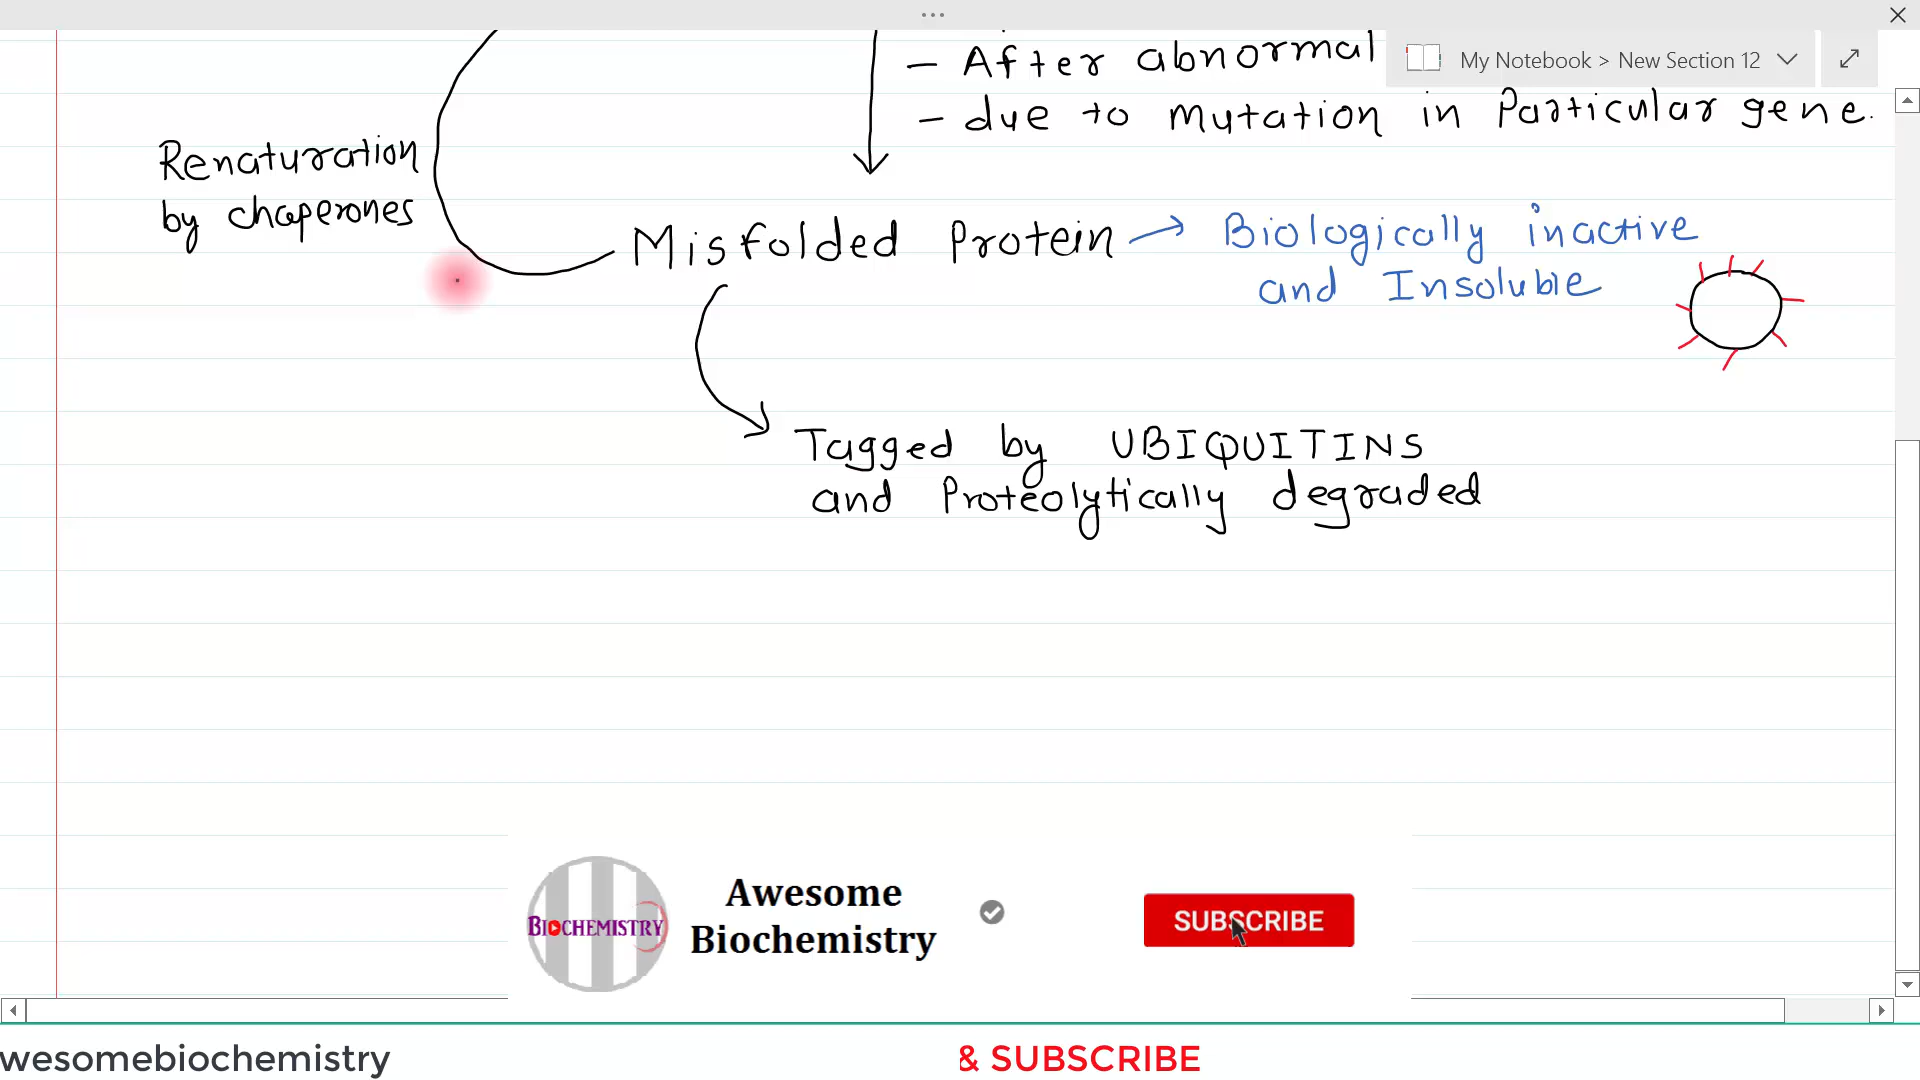 - After abnormal
My Notebook > New Section 12
- due to mutation in Particular gene.
Renaturation
by chaperones
Misfolded Protein → Biologically inactive
and Insoluble
Tagged by UBIQUITINS
and Proteolytically degraded
BIOCHEMISTRY
Awesome
Biochemistry
SUBSCRIBE
wesomebiochemistry
& SUBSCRIBE